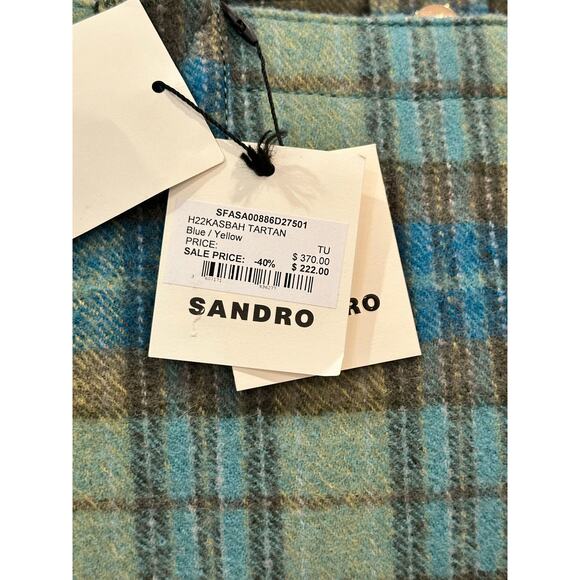 SFASA00886D27501
H22KASBAH TARTAN
Blue / Yellow TU
PRICE: $ 370.00
SALE PRICE: -40% $ 222.00
SANDRO
RO